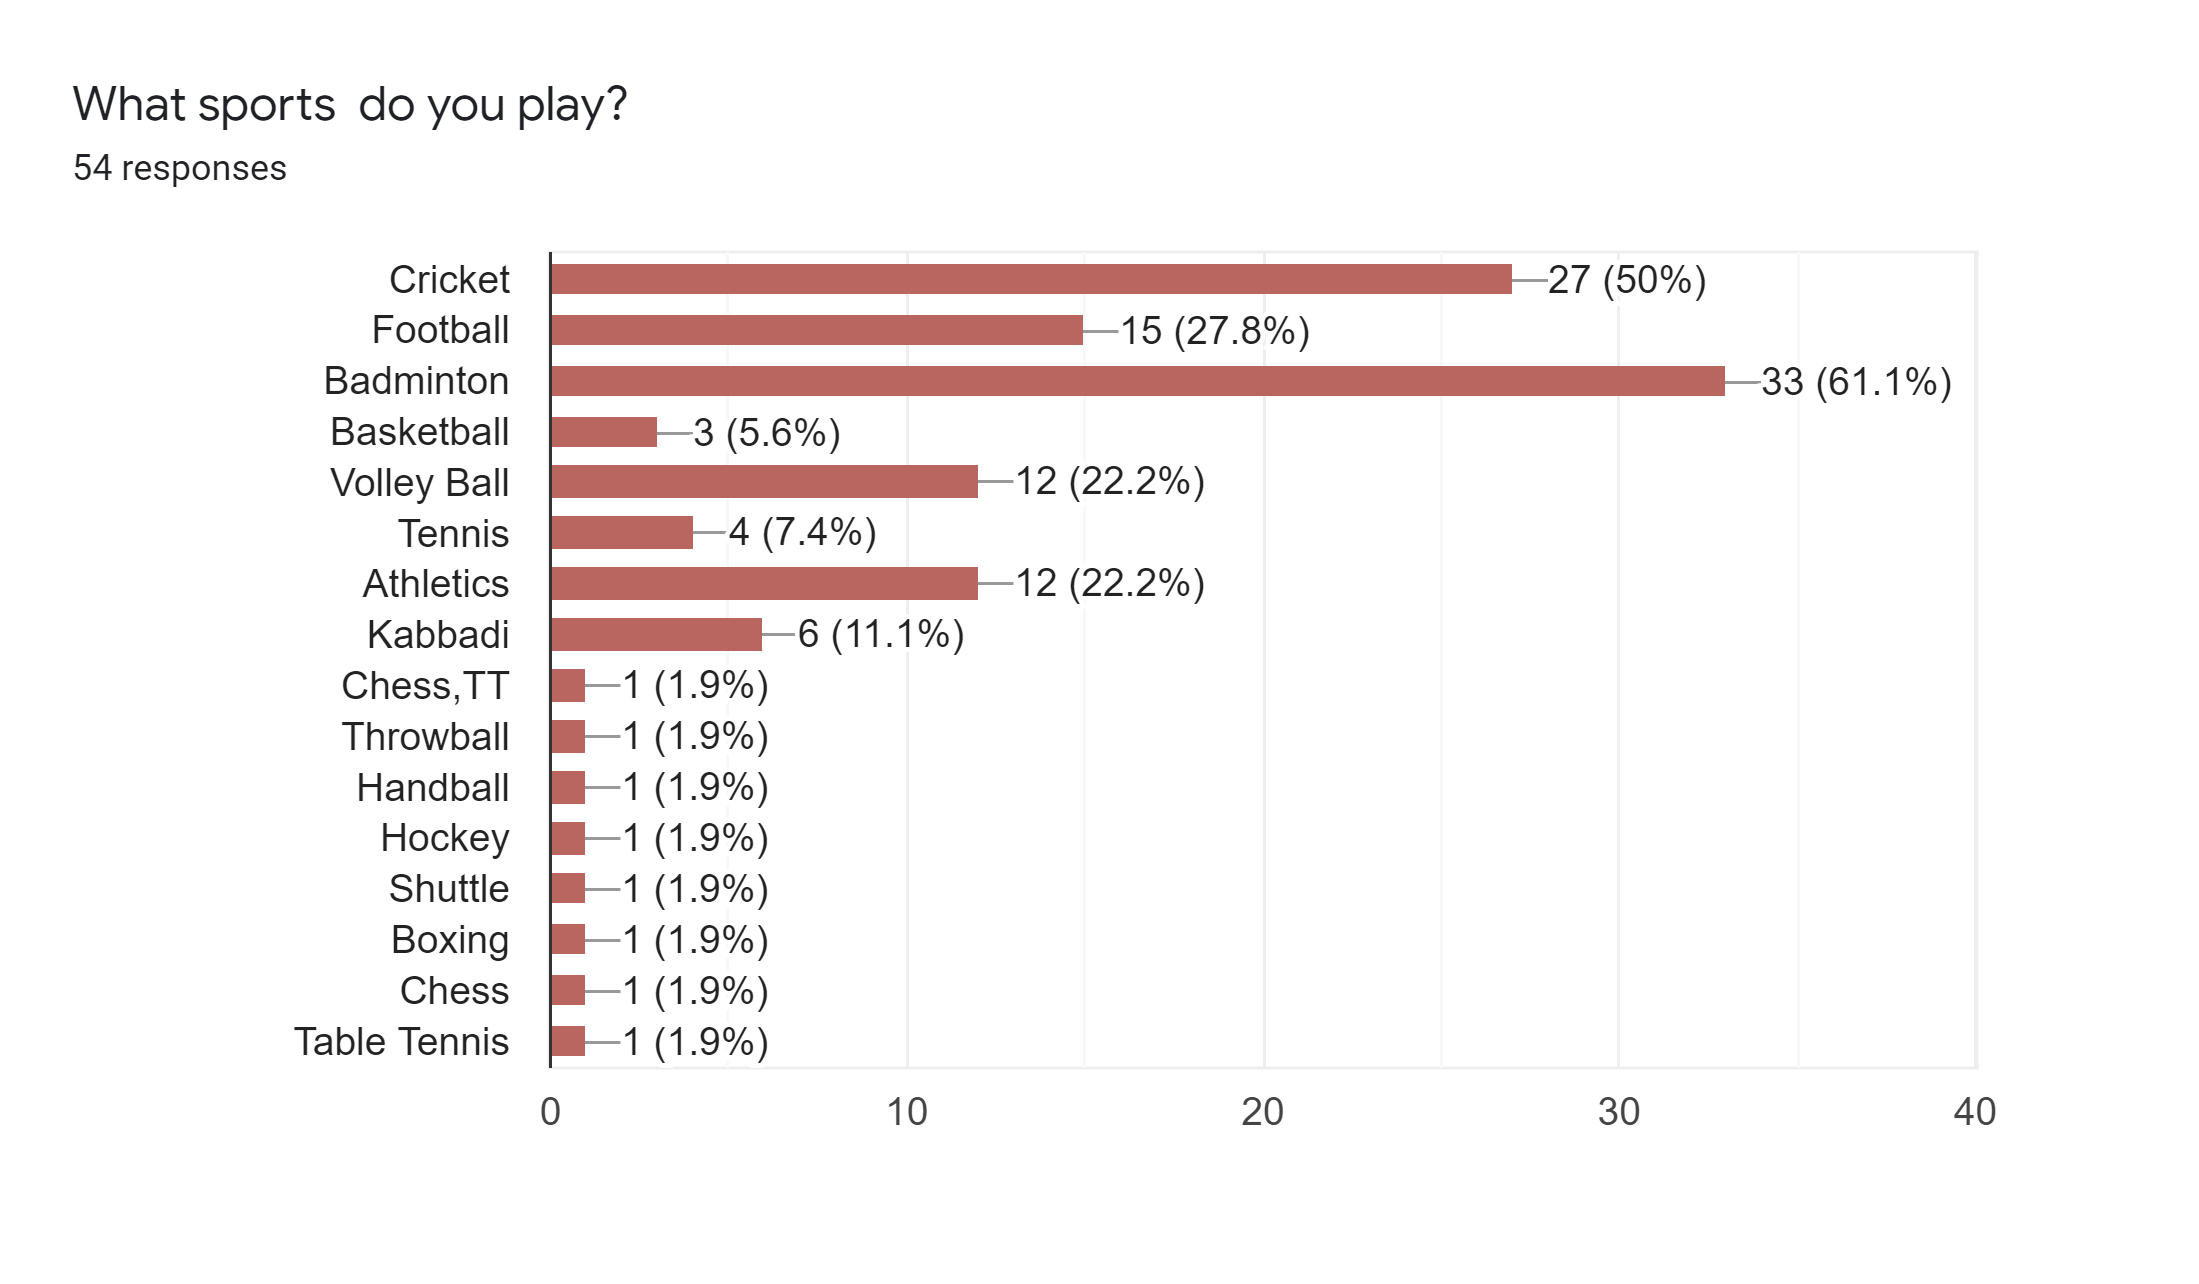 What sports  do you play?
54 responses
Cricket 27 (50%)
Football 15 (27.8%)
Badminton 33 (61.1%)
Basketball 3 (5.6%)
Volley Ball 12 (22.2%)
Tennis 4 (7.4%)
Athletics 12 (22.2%)
Kabbadi 6 (11.1%)
Chess,TT 1 (1.9%)
Throwball 1 (1.9%)
Handball 1 (1.9%)
Hockey 1 (1.9%)
Shuttle 1 (1.9%)
Boxing 1 (1.9%)
Chess 1 (1.9%)
Table Tennis 1 (1.9%)
0 10 20 30 40